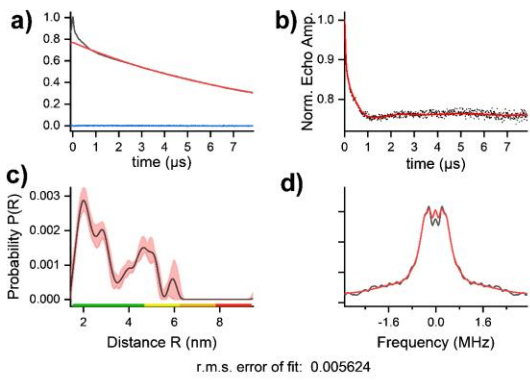 a)
1.0
0.8
0.6
0.4
0.2
0.0
0 1 2 3 4 5 6 7
time (µs)
b)
Norm. Echo Amp.
1.0
0.9
0.8
0 1 2 3 4 5 6 7
time (µs)
c)
Probability P(R)
0.003
0.002
0.001
0.000
2 4 6 8
Distance R (nm)
d)
-1.6 0.0 1.6
Frequency (MHz)
r.m.s. error of fit: 0.005624